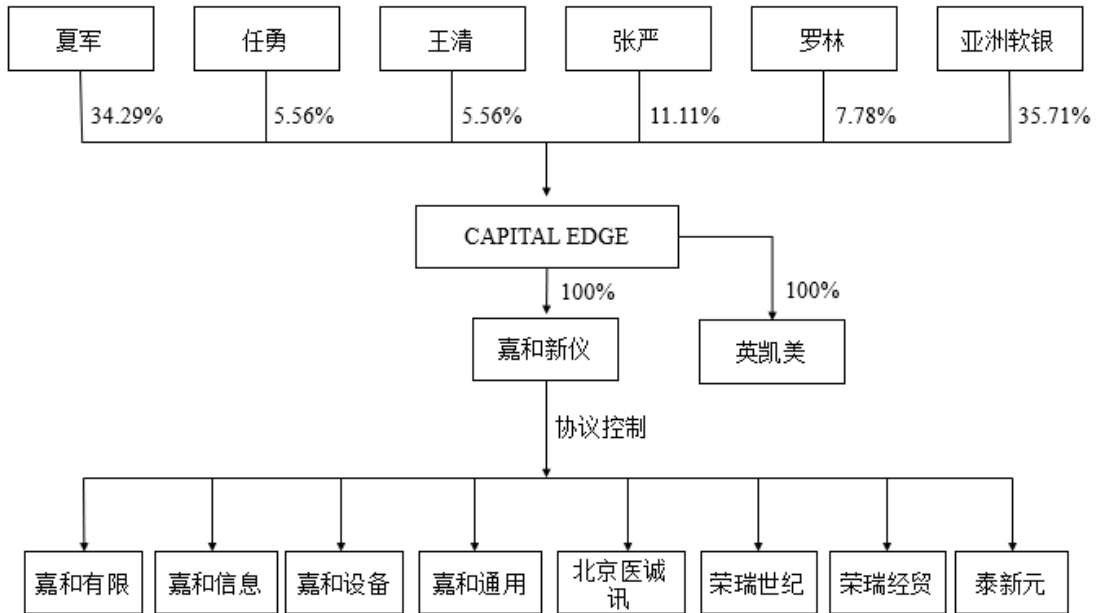 夏军
任勇
王清
张严
罗林
亚洲软银
34.29%
5.56%
5.56%
11.11%
7.78%
35.71%
CAPITAL EDGE
100%
100%
嘉和新仪
英凯美
协议控制
嘉和有限
嘉和信息
嘉和设备
嘉和通用
北京医诚
讯
荣瑞世纪
荣瑞经贸
泰新元